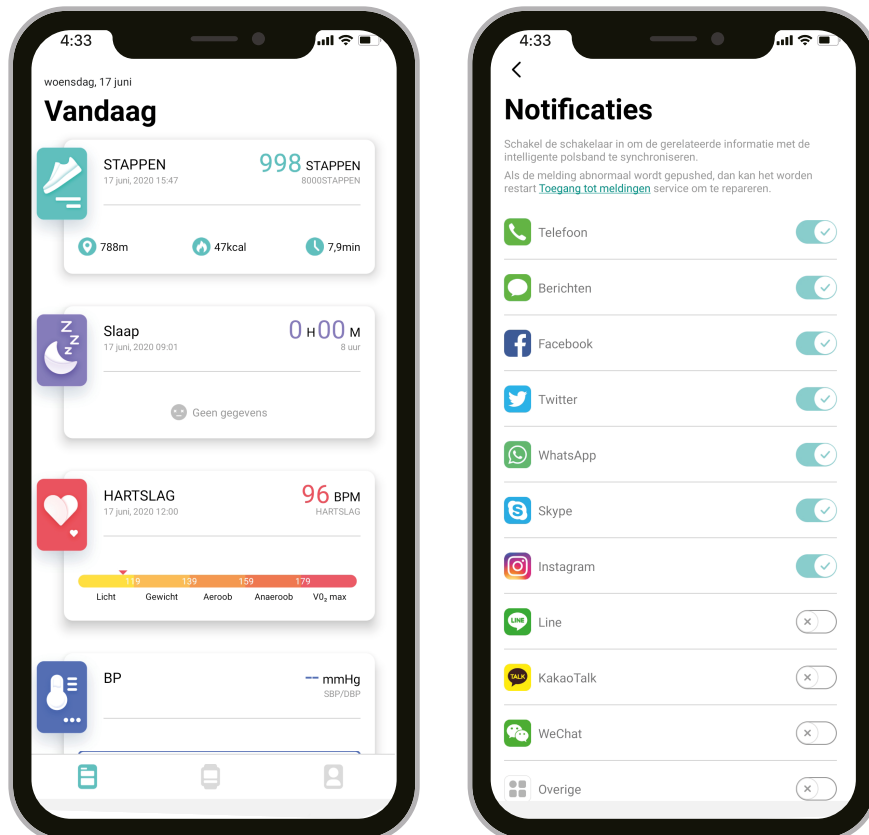 4:33
woensdag, 17 juni
Vandaag
STAPPEN
998 STAPPEN
17 juni, 2020 15:47
8000STAPPEN
788m
47kcal
7,9min
Z
Z
Z
Slaap
0 H 00 M
17 juni, 2020 09:01
8 uur
Geen gegevens
HARTSLAG
96 BPM
17 juni, 2020 12:00
HARTSLAG
119 139 159 179
Licht Gewicht Aeroob Anaeroob V0₂ max
BP
-- mmHg
SBP/DBP
4:33
Notificaties
Schakel de schakelaar in om de gerelateerde informatie met de
intelligente polsband te synchroniseren.
Als de melding abnormaal wordt gepushed, dan kan het worden
restart Toegang tot meldingen service om te repareren.
Telefoon
Berichten
Facebook
Twitter
WhatsApp
Skype
Instagram
LINE
Line
TALK
KakaoTalk
WeChat
Overige